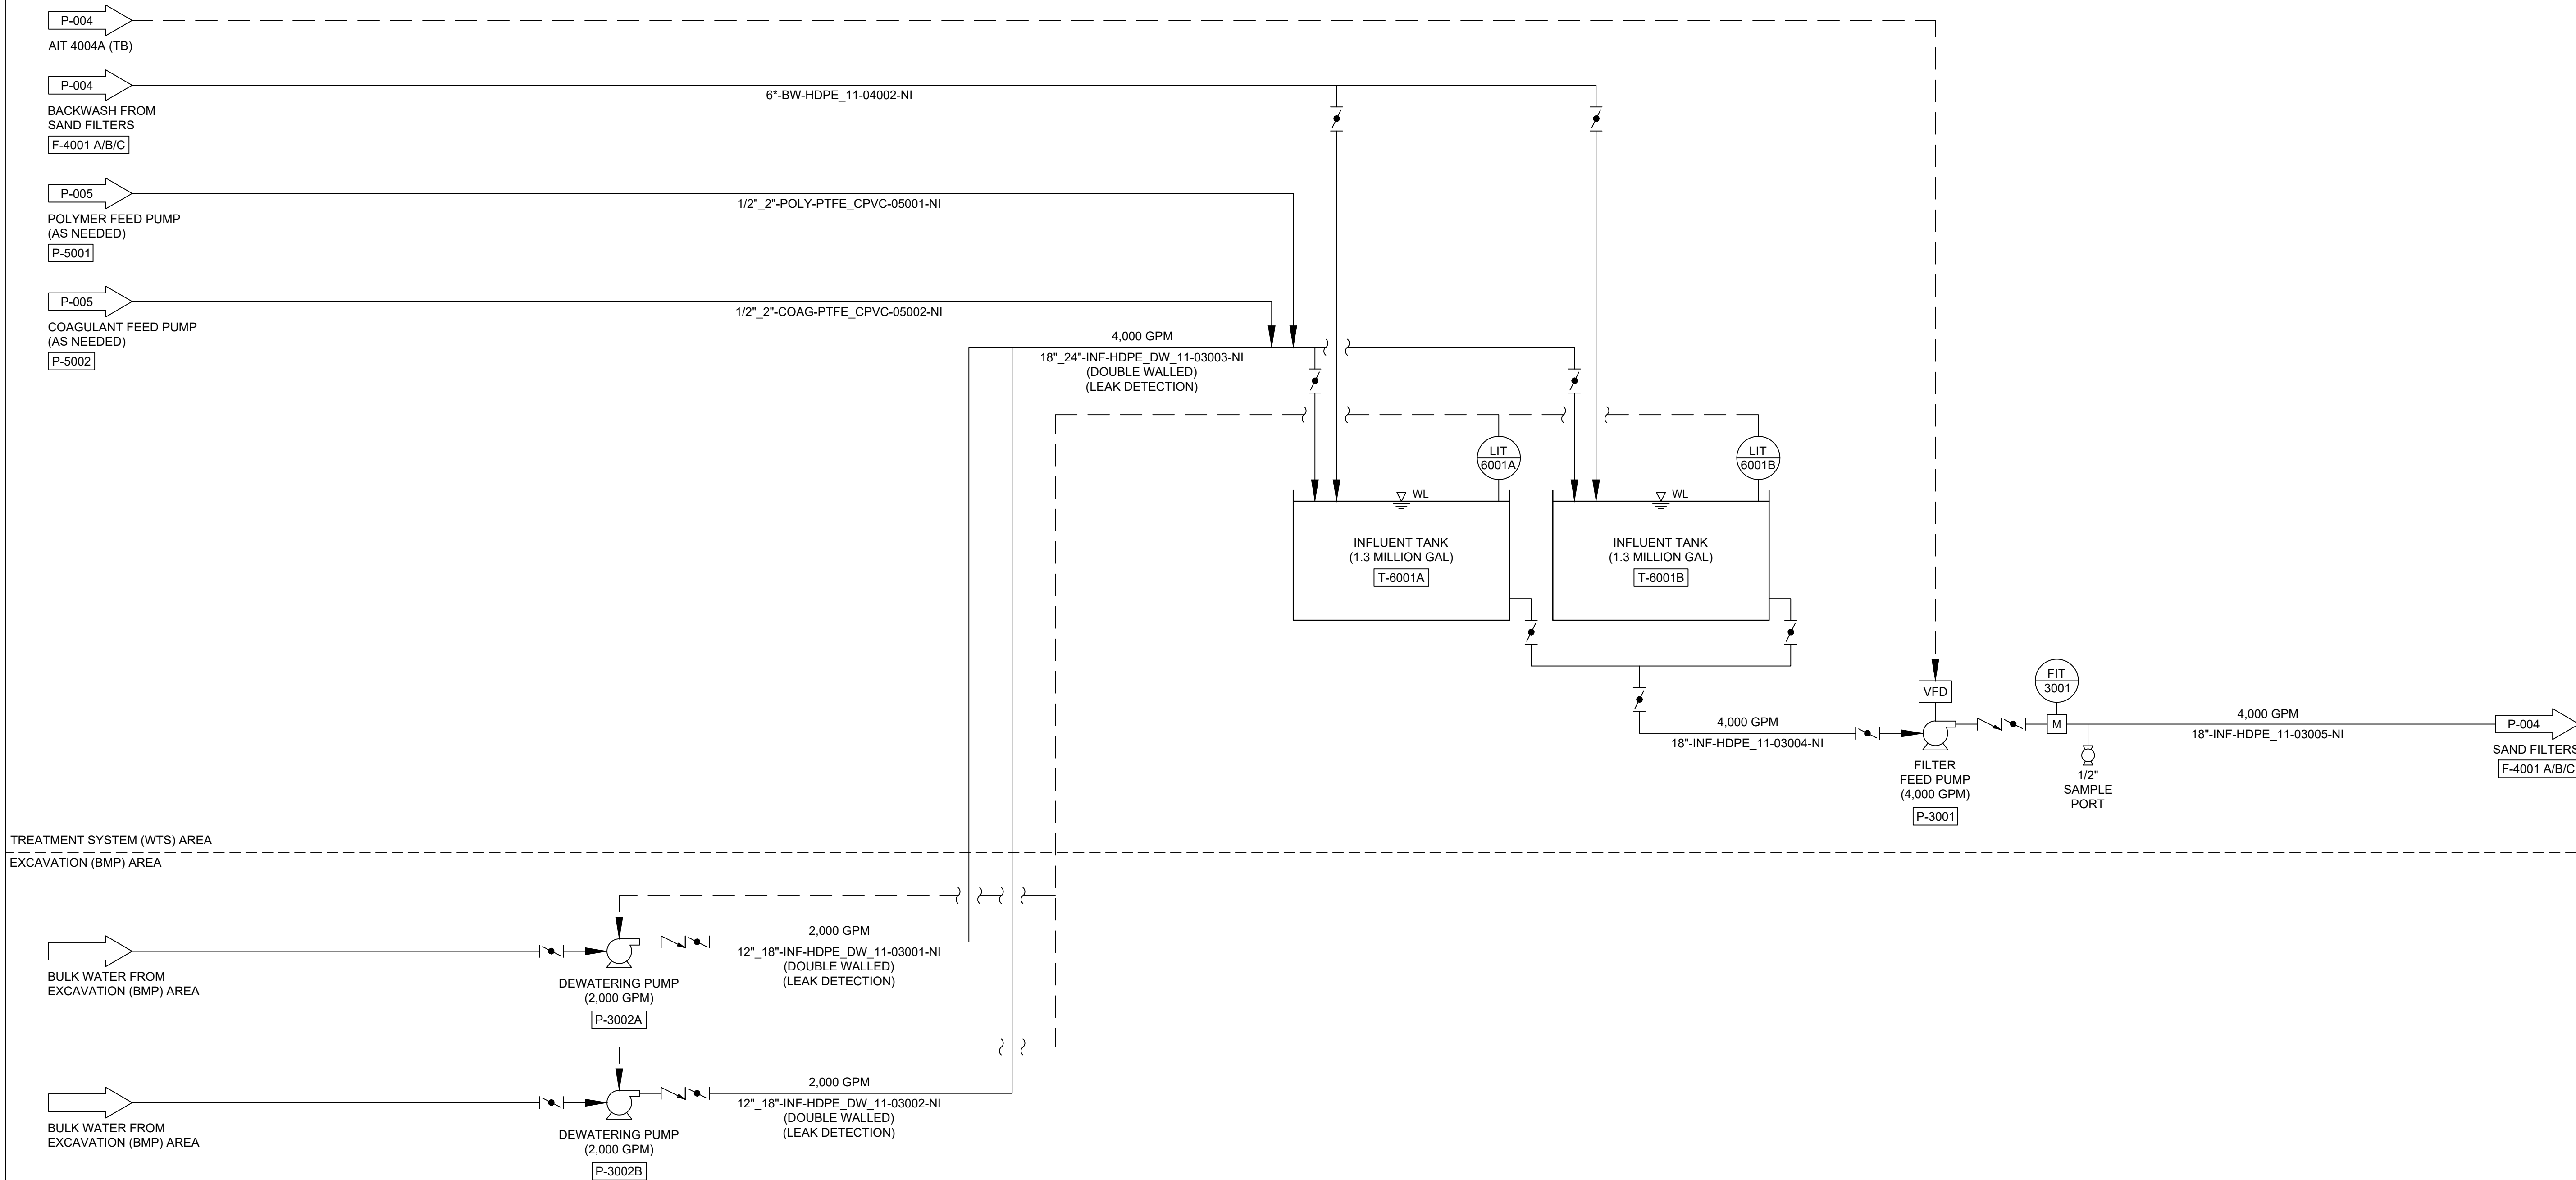 P-004
AIT 4004A (TB)
P-004
BACKWASH FROM
SAND FILTERS
F-4001 A/B/C
6"-BW-HDPE_11-04002-NI
P-005
POLYMER FEED PUMP
(AS NEEDED)
P-5001
1/2"_2"-POLY-PTFE_CPVC-05001-NI
P-005
COAGULANT FEED PUMP
(AS NEEDED)
P-5002
1/2"_2"-COAG-PTFE_CPVC-05002-NI
4,000 GPM
18"_24"-INF-HDPE_DW_11-03003-NI
(DOUBLE WALLED)
(LEAK DETECTION)
LIT
6001A
LIT
6001B
WL
WL
INFLUENT TANK
(1.3 MILLION GAL)
T-6001A
INFLUENT TANK
(1.3 MILLION GAL)
T-6001B
4,000 GPM
18"-INF-HDPE_11-03004-NI
VFD
FILTER
FEED PUMP
(4,000 GPM)
P-3001
FIT
3001
M
1/2"
SAMPLE
PORT
4,000 GPM
18"-INF-HDPE_11-03005-NI
P-004
SAND FILTERS
F-4001 A/B/C
TREATMENT SYSTEM (WTS) AREA
EXCAVATION (BMP) AREA
BULK WATER FROM
EXCAVATION (BMP) AREA
DEWATERING PUMP
(2,000 GPM)
P-3002A
2,000 GPM
12"_18"-INF-HDPE_DW_11-03001-NI
(DOUBLE WALLED)
(LEAK DETECTION)
BULK WATER FROM
EXCAVATION (BMP) AREA
DEWATERING PUMP
(2,000 GPM)
P-3002B
2,000 GPM
12"_18"-INF-HDPE_DW_11-03002-NI
(DOUBLE WALLED)
(LEAK DETECTION)